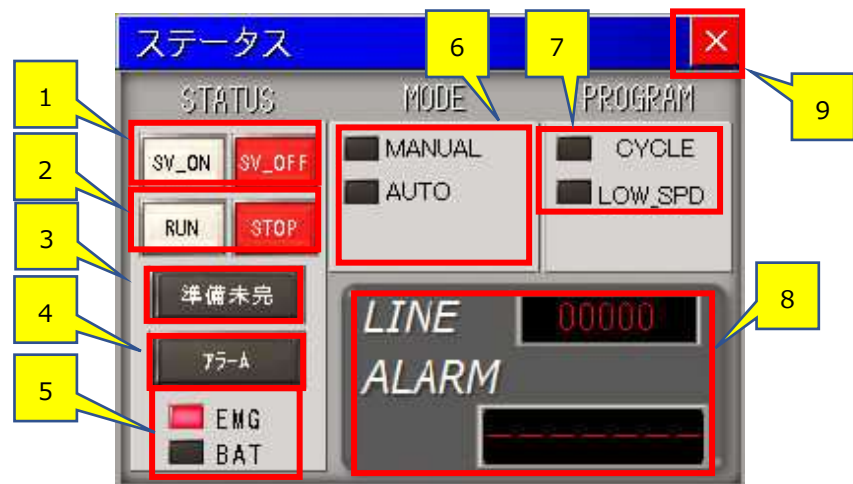 ステータス
×
STATUS
MODE
PROGRAM
SV_ON
SV_OFF
RUN
STOP
準備未完
アラーム
EMG
BAT
MANUAL
AUTO
CYCLE
LOW_SPD
LINE
00000
ALARM
------
1
2
3
4
5
6
7
8
9